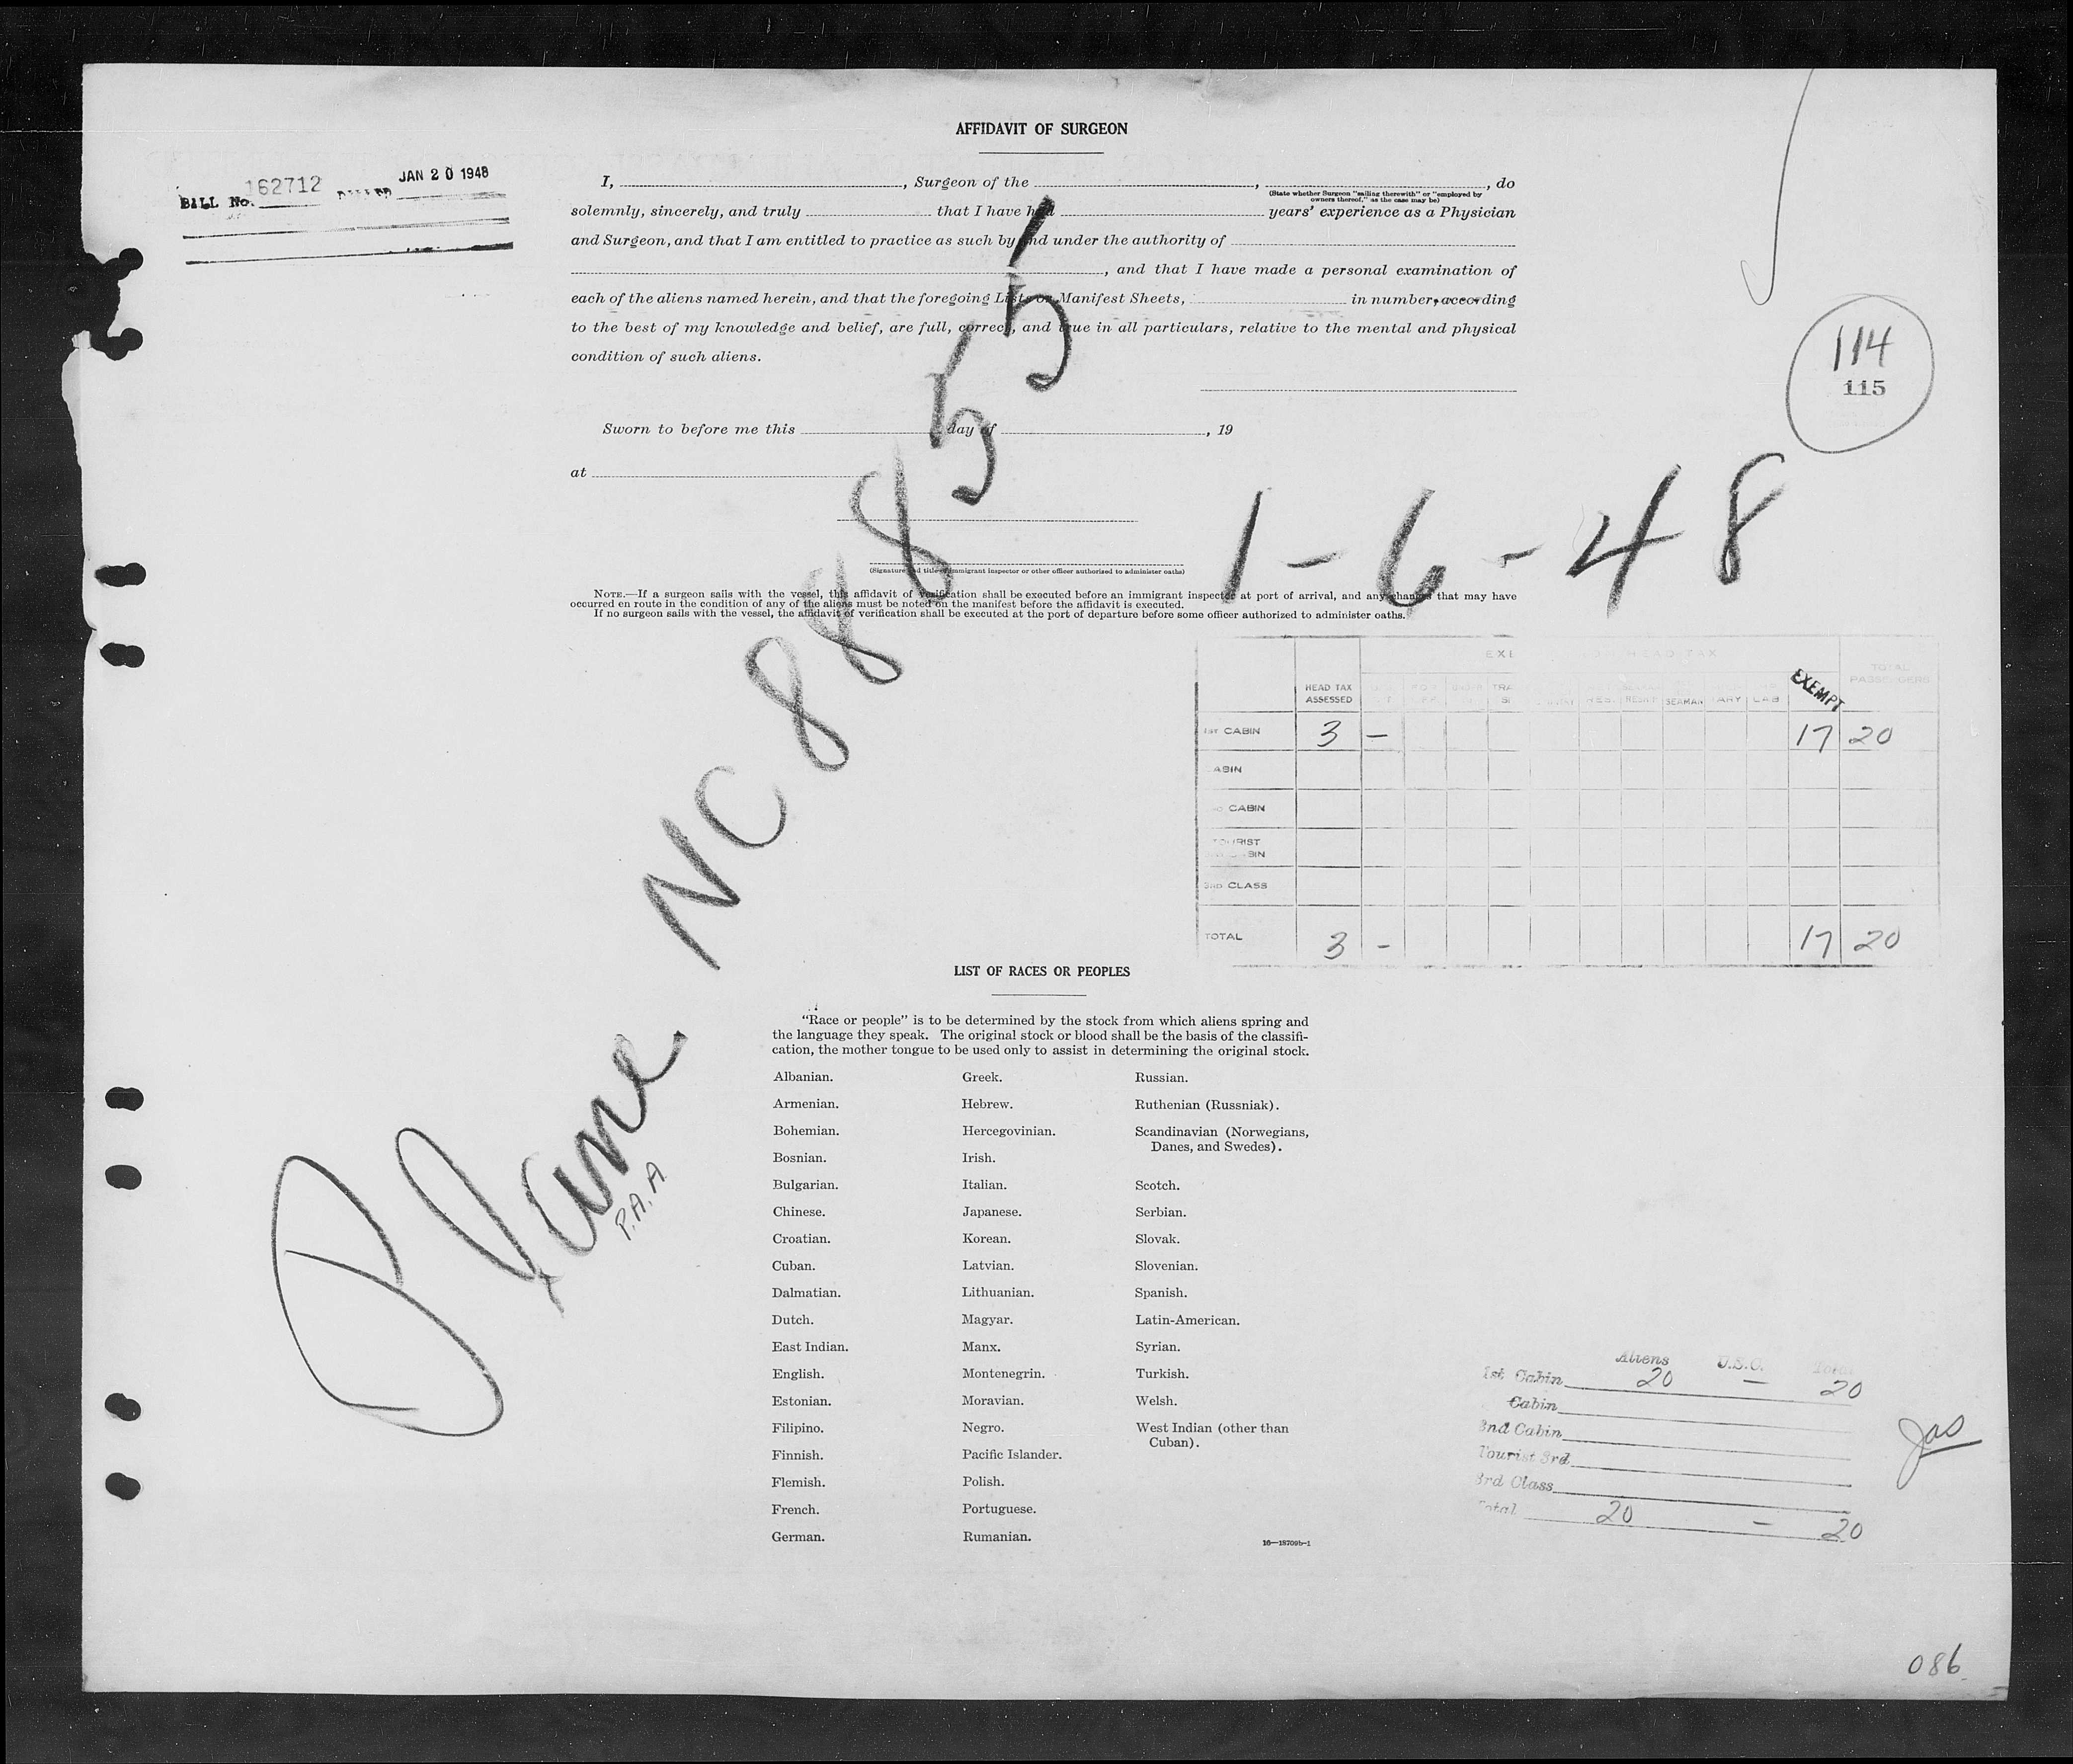 AFFIDAVIT OF SURGEON
BILL No. 162712 BILLED JAN 20 1948
I, , Surgeon of the , , do
(State whether Surgeon "sailing therewith" or "employed by
owners thereof," as the case may be)
solemnly, sincerely, and truly that I have had years' experience as a Physician
and Surgeon, and that I am entitled to practice as such by and under the authority of
, and that I have made a personal examination of
each of the aliens named herein, and that the foregoing Lists or Manifest Sheets, in number, according
to the best of my knowledge and belief, are full, correct, and true in all particulars, relative to the mental and physical
condition of such aliens.
114
115
Sworn to before me this day of , 19
at
(Signature and title of immigrant inspector or other officer authorized to administer oaths)
1-6-48
NOTE.—If a surgeon sails with the vessel, this affidavit of verification shall be executed before an immigrant inspector at port of arrival, and any changes that may have
occurred en route in the condition of any of the aliens must be noted on the manifest before the affidavit is executed.
If no surgeon sails with the vessel, the affidavit of verification shall be executed at the port of departure before some officer authorized to administer oaths.
Plane NC 88855
P.A.A
HEAD TAX
TOTAL
PASSENGERS
HEAD TAX
ASSESSED
SEAMAN
LAB
EXEMPT
1ST CABIN 3 - 17 20
CABIN
CABIN
TOURIST
3RD CLASS
TOTAL 3 - 17 20
LIST OF RACES OR PEOPLES
"Race or people" is to be determined by the stock from which aliens spring and
the language they speak. The original stock or blood shall be the basis of the classifi-
cation, the mother tongue to be used only to assist in determining the original stock.
Albanian.
Armenian.
Bohemian.
Bosnian.
Bulgarian.
Chinese.
Croatian.
Cuban.
Dalmatian.
Dutch.
East Indian.
English.
Estonian.
Filipino.
Finnish.
Flemish.
French.
German.
Greek.
Hebrew.
Hercegovinian.
Irish.
Italian.
Japanese.
Korean.
Latvian.
Lithuanian.
Magyar.
Manx.
Montenegrin.
Moravian.
Negro.
Pacific Islander.
Polish.
Portuguese.
Rumanian.
Russian.
Ruthenian (Russniak).
Scandinavian (Norwegians,
Danes, and Swedes).
Scotch.
Serbian.
Slovak.
Slovenian.
Spanish.
Latin-American.
Syrian.
Turkish.
Welsh.
West Indian (other than
Cuban).
16—18709b-1
Aliens U.S.C. Total
1st Cabin 20 — 20
Cabin
2nd Cabin
Tourist 3rd
3rd Class
Total 20 — 20
086